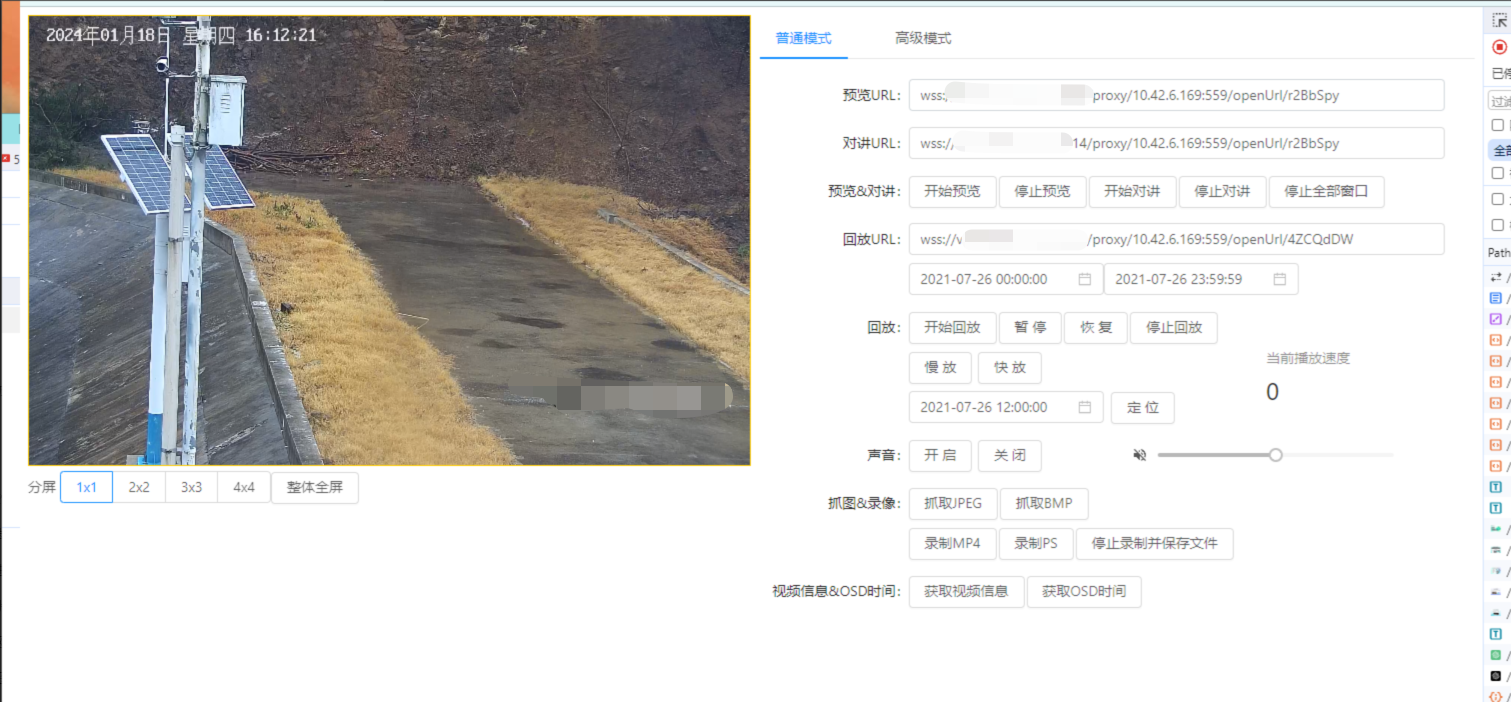 2024年01月18日 星期四 16:12:21
分屏 1x1 2x2 3x3 4x4 整体全屏
普通模式 高级模式
预览URL: wss: proxy/10.42.6.169:559/openUrl/r2BbSpy
对讲URL: wss:/ 14/proxy/10.42.6.169:559/openUrl/r2BbSpy
预览&对讲: 开始预览 停止预览 开始对讲 停止对讲 停止全部窗口
回放URL: wss:// /proxy/10.42.6.169:559/openUrl/4ZCQdDW
2021-07-26 00:00:00 2021-07-26 23:59:59
回放: 开始回放 暂停 恢复 停止回放
慢放 快放 当前播放速度
0
2021-07-26 12:00:00 定位
声音: 开启 关闭
抓图&录像: 抓取JPEG 抓取BMP
录制MP4 录制PS 停止录制并保存文件
视频信息&OSD时间: 获取视频信息 获取OSD时间
5
Path